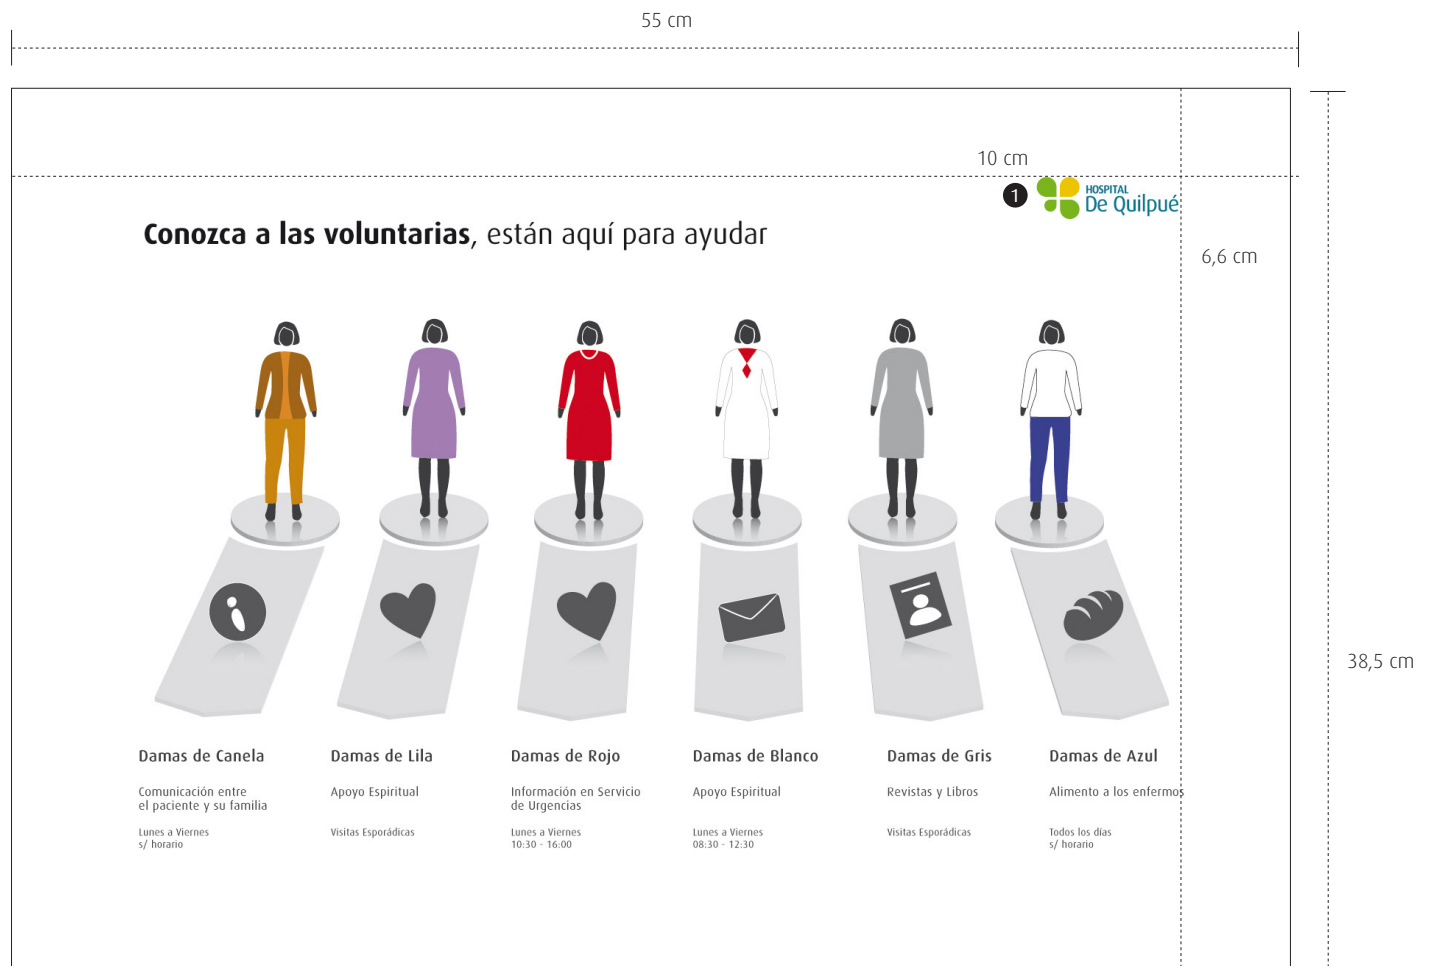 55 cm
10 cm
1
HOSPITAL
De Quilpué
Conozca a las voluntarias, están aquí para ayudar
6,6 cm
38,5 cm
Damas de Canela
Comunicación entre
el paciente y su familia
Lunes a Viernes
s/ horario
Damas de Lila
Apoyo Espiritual
Visitas Esporádicas
Damas de Rojo
Información en Servicio
de Urgencias
Lunes a Viernes
10:30 - 16:00
Damas de Blanco
Apoyo Espiritual
Lunes a Viernes
08:30 - 12:30
Damas de Gris
Revistas y Libros
Visitas Esporádicas
Damas de Azul
Alimento a los enfermos
Todos los días
s/ horario